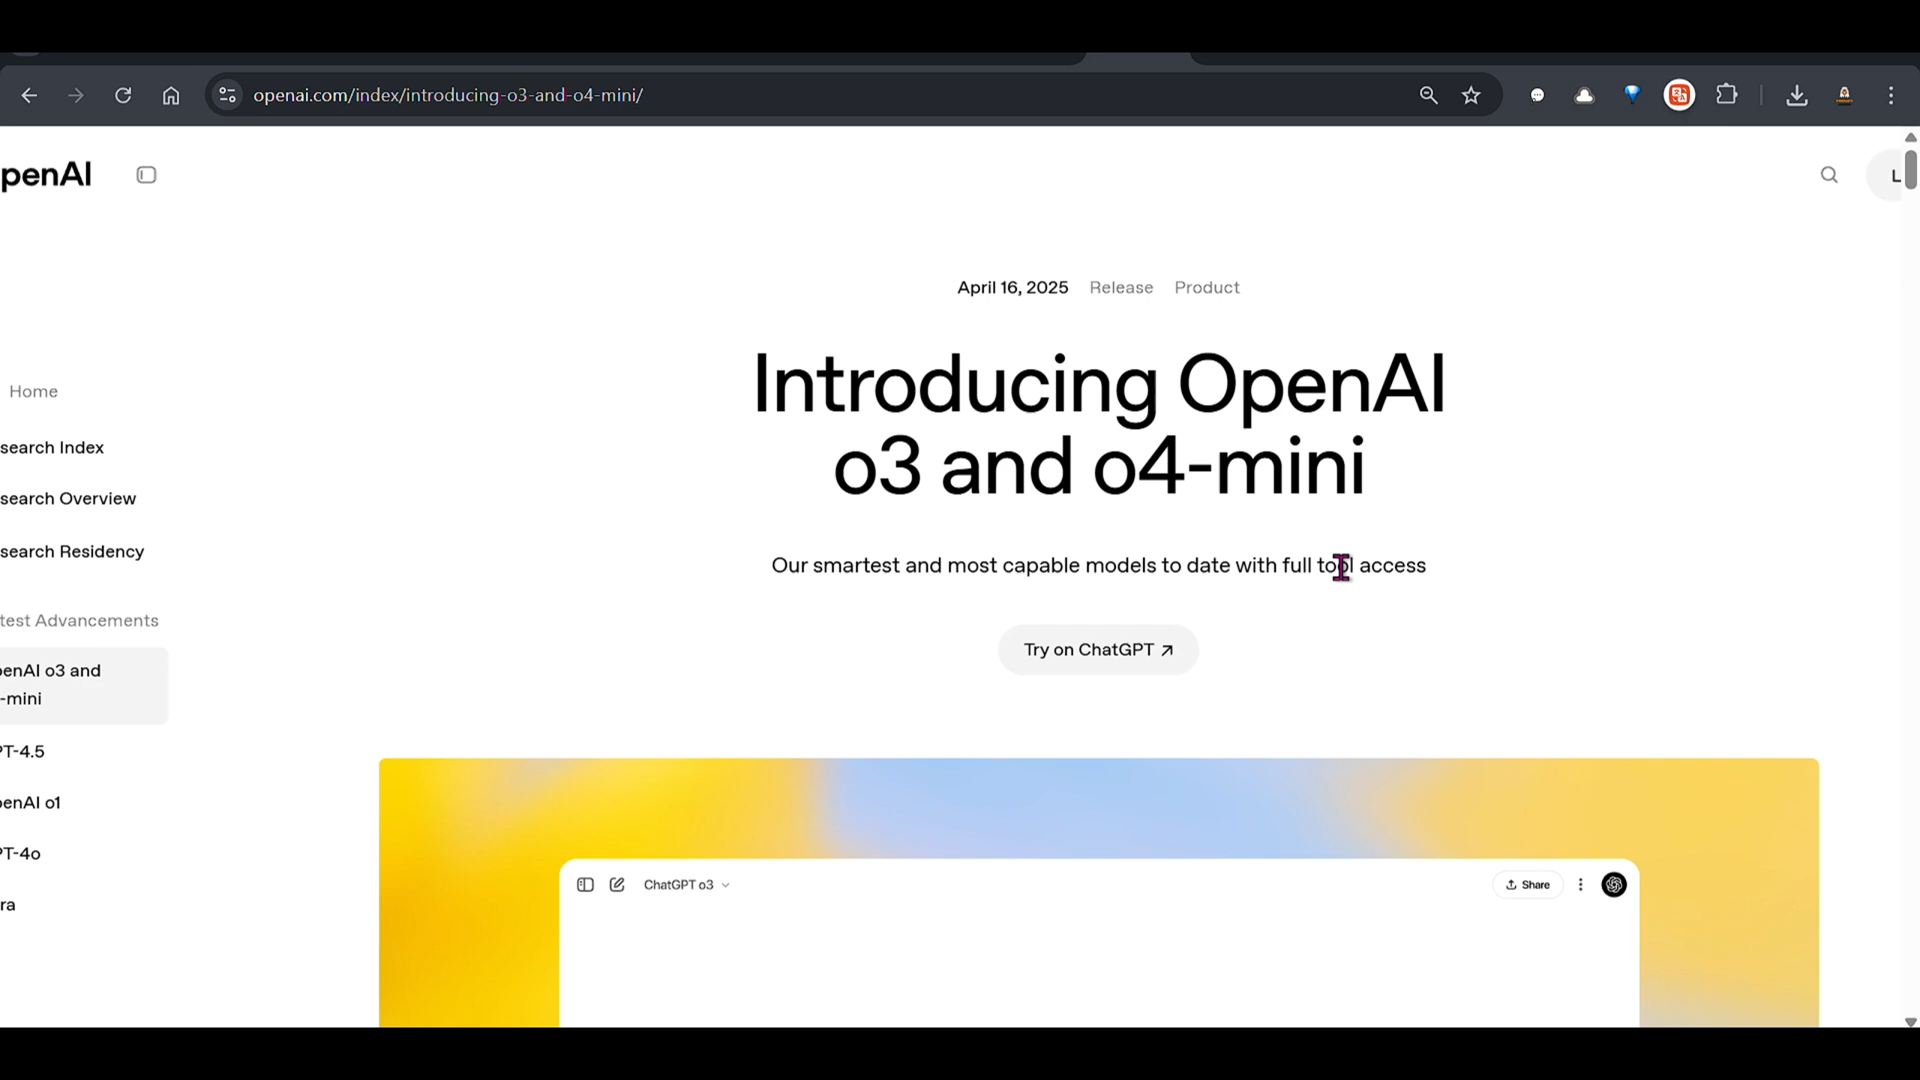 openai.com/index/introducing-o3-and-o4-mini/
penAI
L
April 16, 2025 Release Product
Introducing OpenAI
o3 and o4-mini
Our smartest and most capable models to date with full tool access
Try on ChatGPT ↗
Home
search Index
search Overview
search Residency
test Advancements
enAI o3 and
-mini
PT-4.5
enAI o1
PT-4o
ra
ChatGPT o3
Share